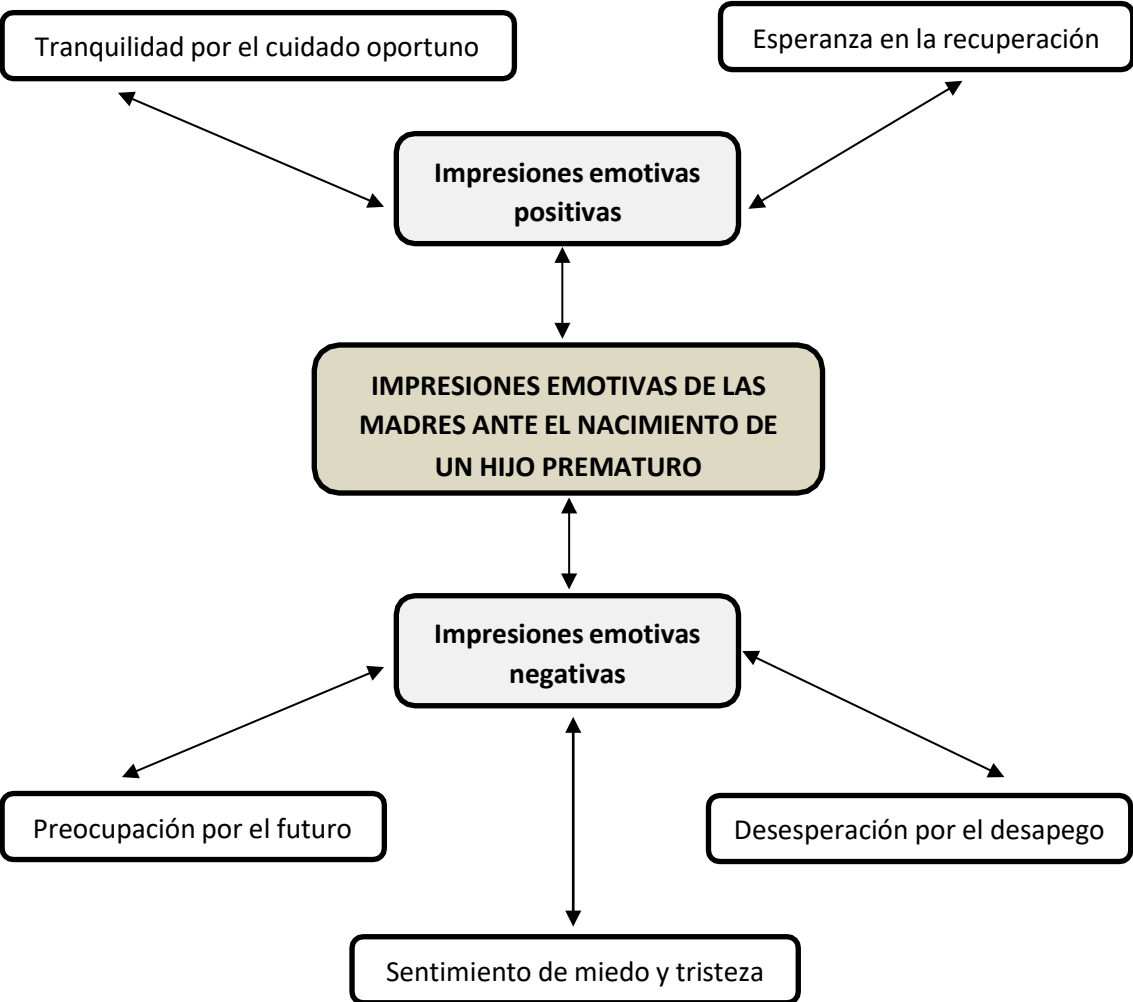 Tranquilidad por el cuidado oportuno
Esperanza en la recuperación
Impresiones emotivas
positivas
IMPRESIONES EMOTIVAS DE LAS
MADRES ANTE EL NACIMIENTO DE
UN HIJO PREMATURO
Impresiones emotivas
negativas
Preocupación por el futuro
Desesperación por el desapego
Sentimiento de miedo y tristeza